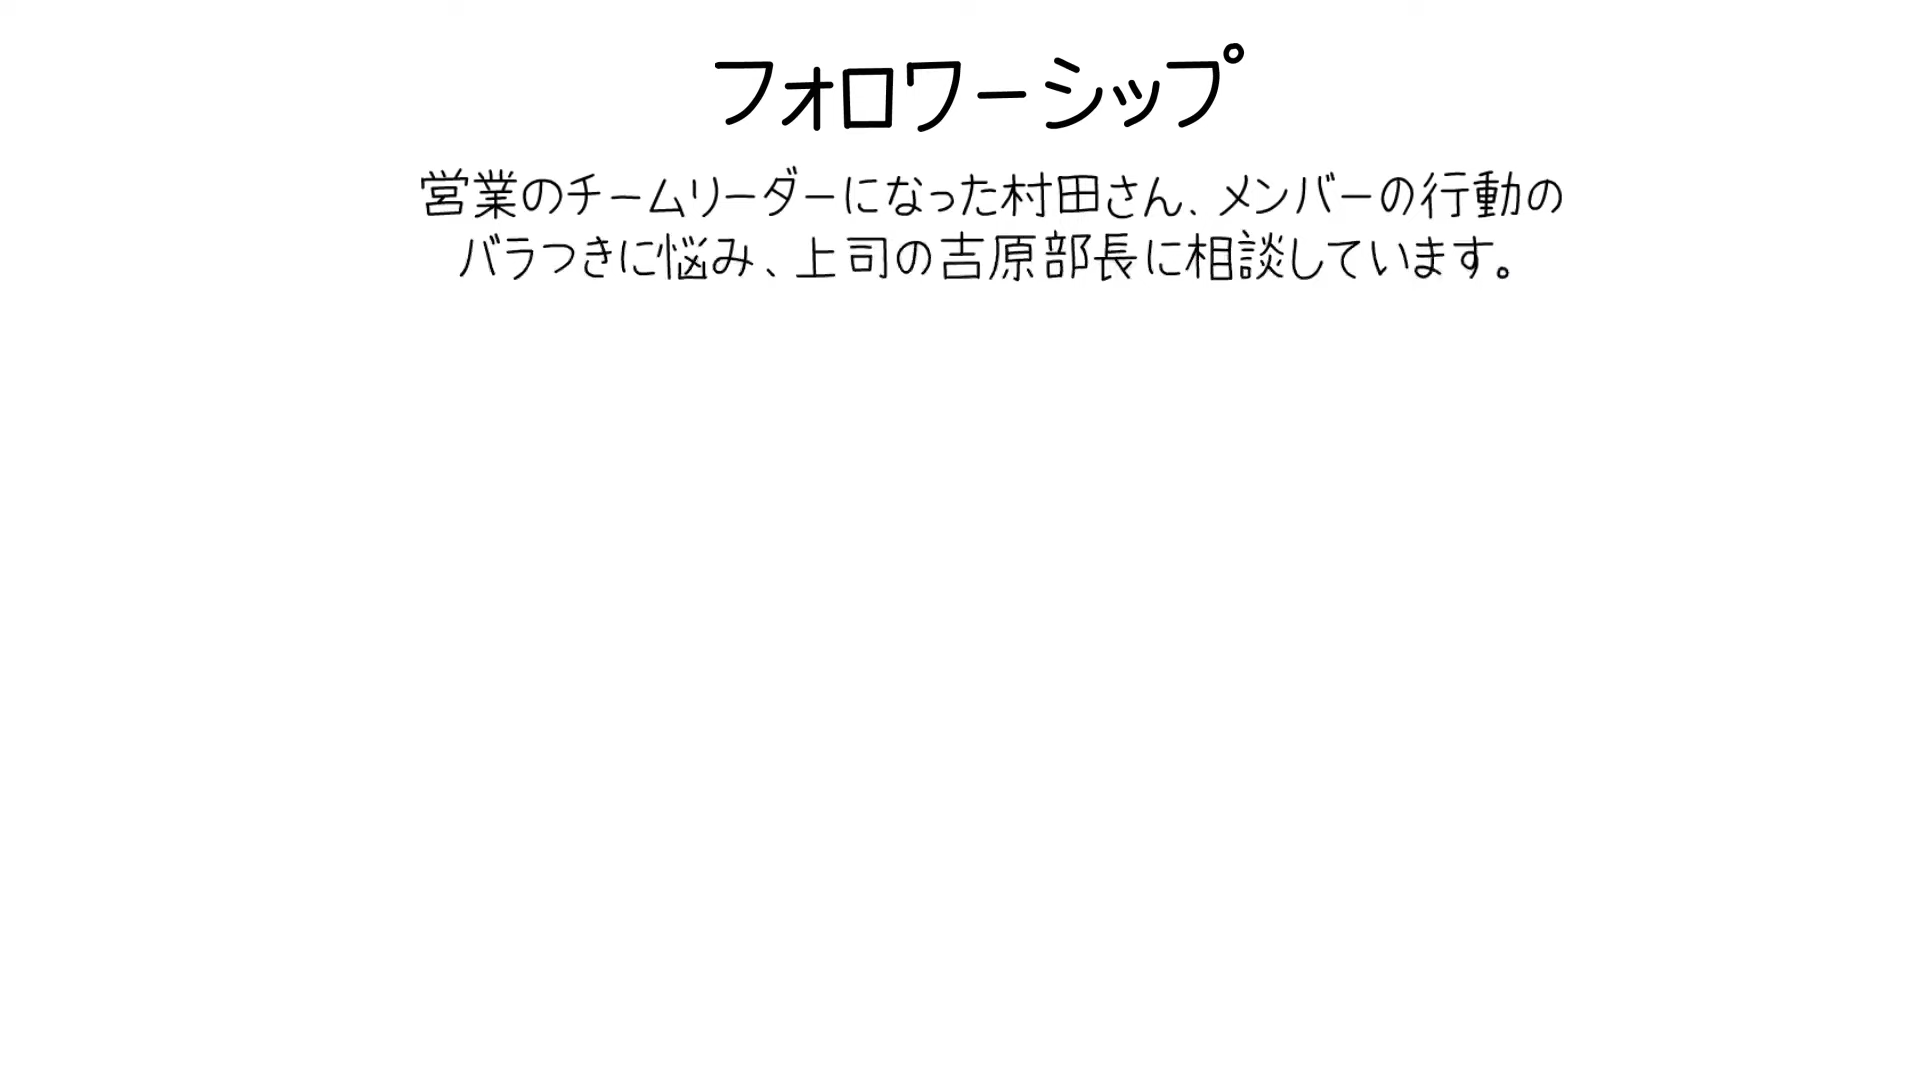 フォロワーシップ
営業のチームリーダーになった村田さん、メンバーの行動の
バラつきに悩み、上司の吉原部長に相談しています。